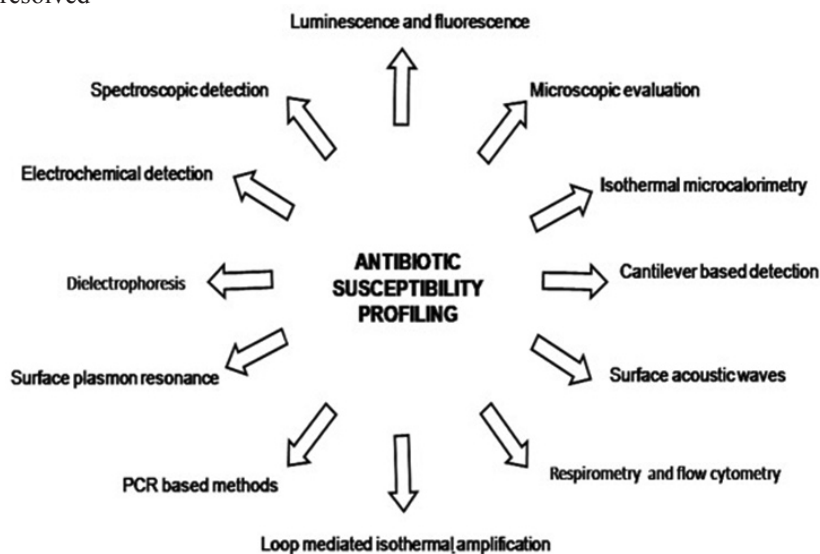 resolved
Luminescence and fluorescence
Spectroscopic detection
Microscopic evaluation
Electrochemical detection
Isothermal microcalorimetry
ANTIBIOTIC
SUSCEPTIBILITY
PROFILING
Cantilever based detection
Dielectrophoresis
Surface plasmon resonance
Surface acoustic waves
PCR based methods
Respirometry and flow cytometry
Loop mediated isothermal amplification